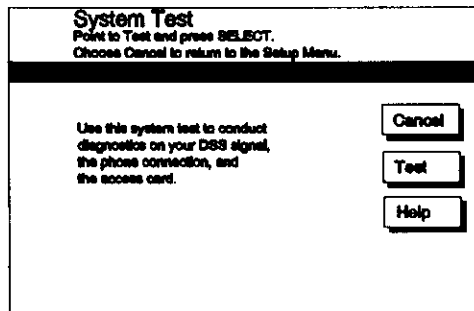 System Test
Point to Test and press SELECT.
Choose Cancel to return to the Setup Menu.
Use this system test to conduct
diagnostics on your DSS signal,
the phone connection, and
the access card.
Cancel
Test
Help